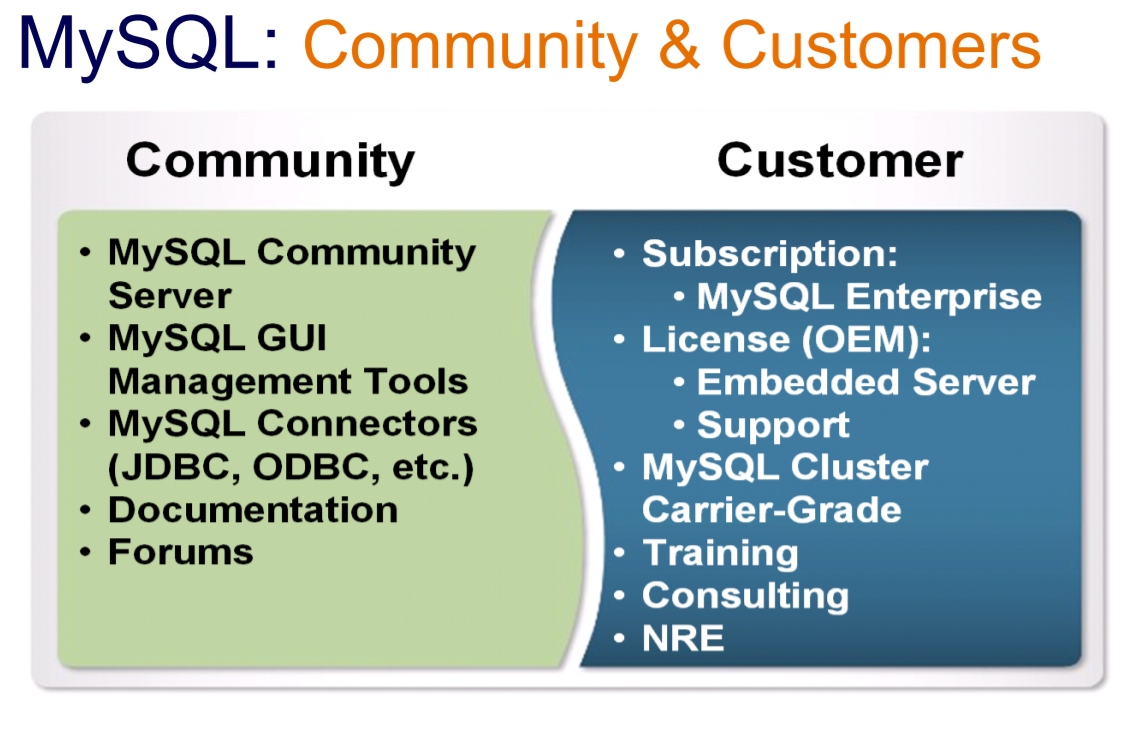 MySQL: Community & Customers
Community
• MySQL Community
Server
• MySQL GUI
Management Tools
• MySQL Connectors
(JDBC, ODBC, etc.)
• Documentation
• Forums
Customer
• Subscription:
• MySQL Enterprise
• License (OEM):
• Embedded Server
• Support
• MySQL Cluster
Carrier-Grade
• Training
• Consulting
• NRE